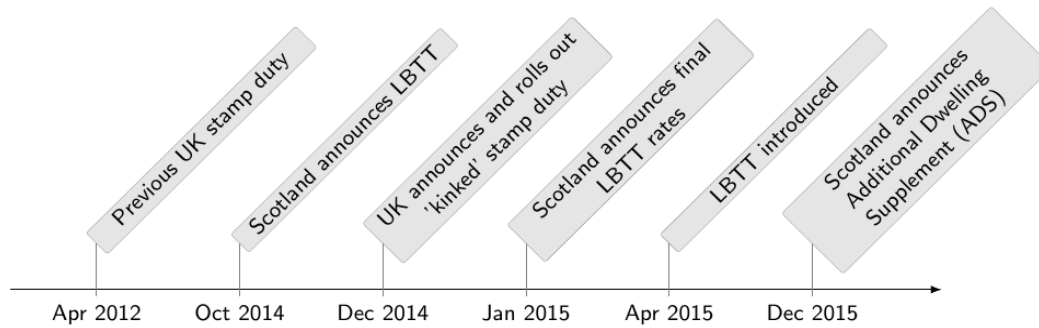 Previous UK stamp duty
Scotland announces LBTT
UK announces and rolls out
'kinked' stamp duty
Scotland announces final
LBTT rates
LBTT introduced
Scotland announces
Additional Dwelling
Supplement (ADS)
Apr 2012
Oct 2014
Dec 2014
Jan 2015
Apr 2015
Dec 2015